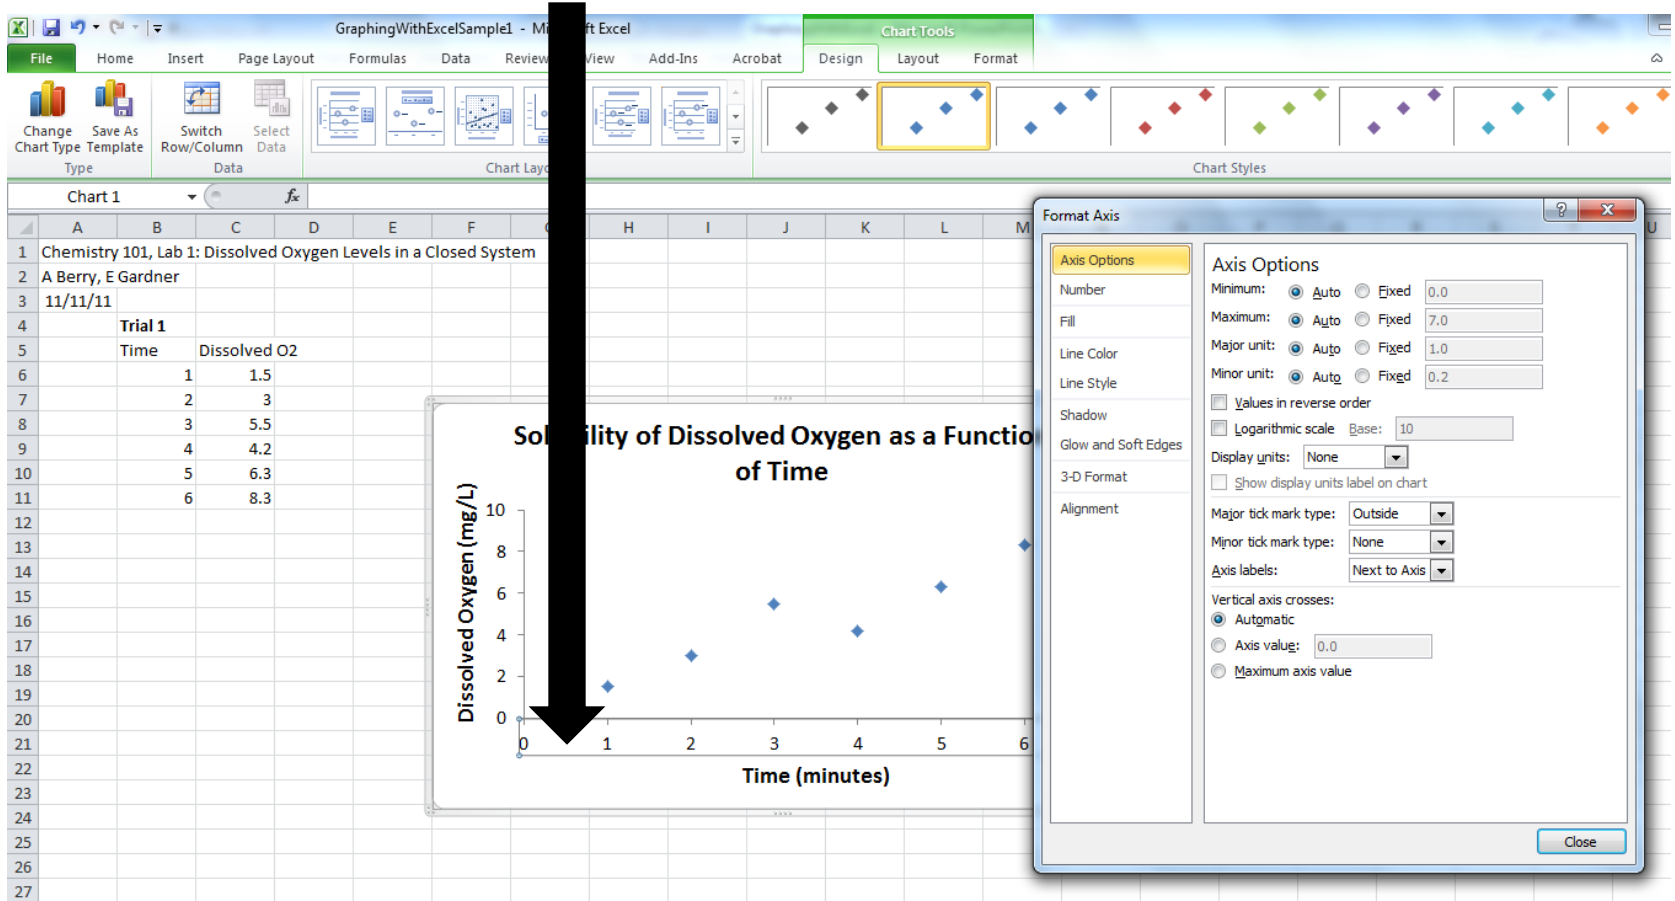 GraphingWithExcelSample1 - Mi ft Excel
Chart Tools
File Home Insert Page Layout Formulas Data Review View Add-Ins Acrobat Design Layout Format
Change Chart Type
Save As Template
Switch Row/Column
Select Data
Type Data Chart Layo Chart Styles
Chart 1 fx
A B C D E F H I J K L M U
1 Chemistry 101, Lab 1: Dissolved Oxygen Levels in a Closed System
2 A Berry, E Gardner
3 11/11/11
4 Trial 1
5 Time Dissolved O2
6 1 1.5
7 2 3
8 3 5.5
9 4 4.2
10 5 6.3
11 6 8.3
12
13
14
15
16
17
18
19
20
21
22
23
24
25
26
27
Sol ility of Dissolved Oxygen as a Functio
of Time
Dissolved Oxygen (mg/L)
10
8
6
4
2
0
0 1 2 3 4 5 6
Time (minutes)
Format Axis
Axis Options
Number
Fill
Line Color
Line Style
Shadow
Glow and Soft Edges
3-D Format
Alignment
Axis Options
Minimum: Auto Fixed 0.0
Maximum: Auto Fixed 7.0
Major unit: Auto Fixed 1.0
Minor unit: Auto Fixed 0.2
Values in reverse order
Logarithmic scale Base: 10
Display units: None
Show display units label on chart
Major tick mark type: Outside
Minor tick mark type: None
Axis labels: Next to Axis
Vertical axis crosses:
Automatic
Axis value: 0.0
Maximum axis value
Close